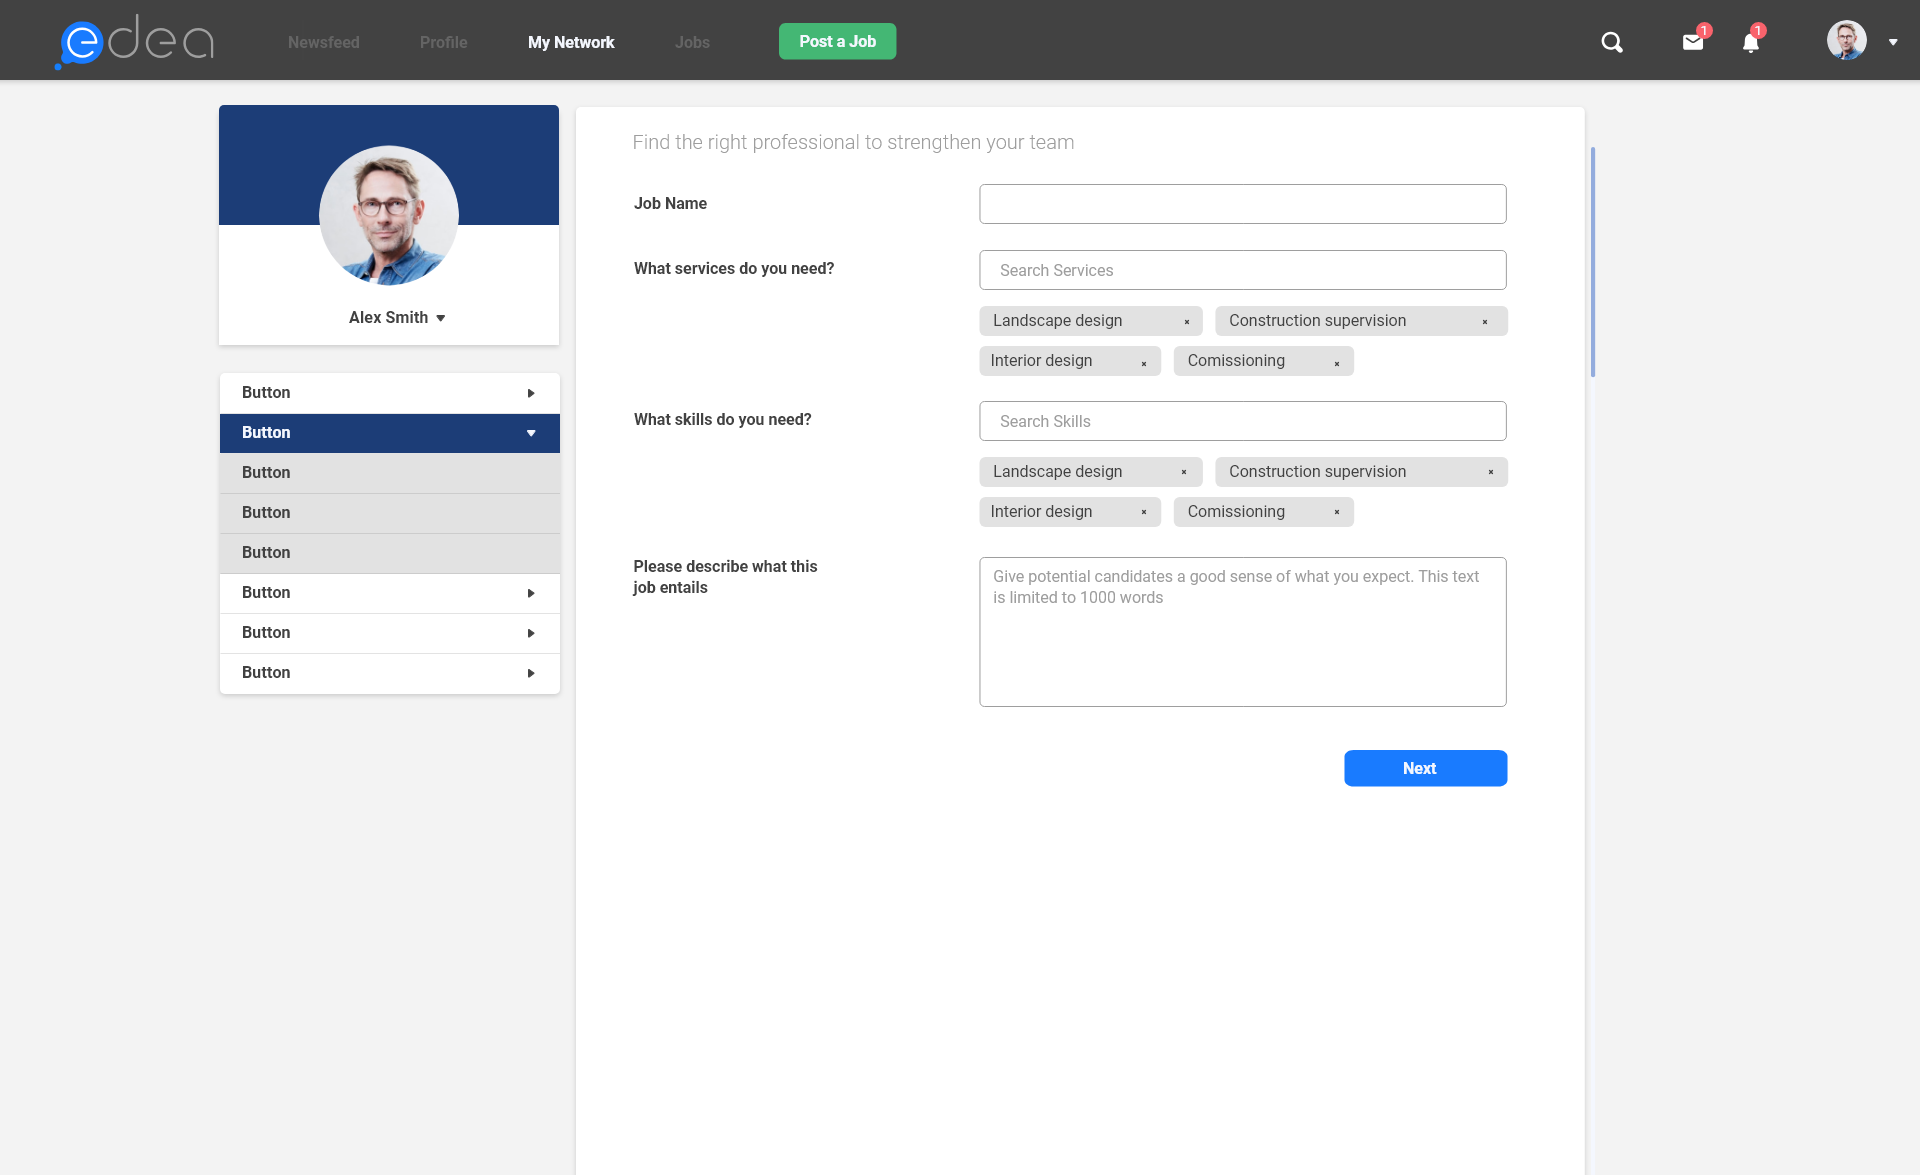 edea
Newsfeed Profile My Network Jobs Post a Job 1 1
Alex Smith
Button
Button
Button
Button
Button
Button
Button
Button
Find the right professional to strengthen your team
Job Name
What services do you need? Search Services
Landscape design × Construction supervision ×
Interior design × Comissioning ×
What skills do you need? Search Skills
Landscape design × Construction supervision ×
Interior design × Comissioning ×
Please describe what this
job entails
Give potential candidates a good sense of what you expect. This text
is limited to 1000 words
Next